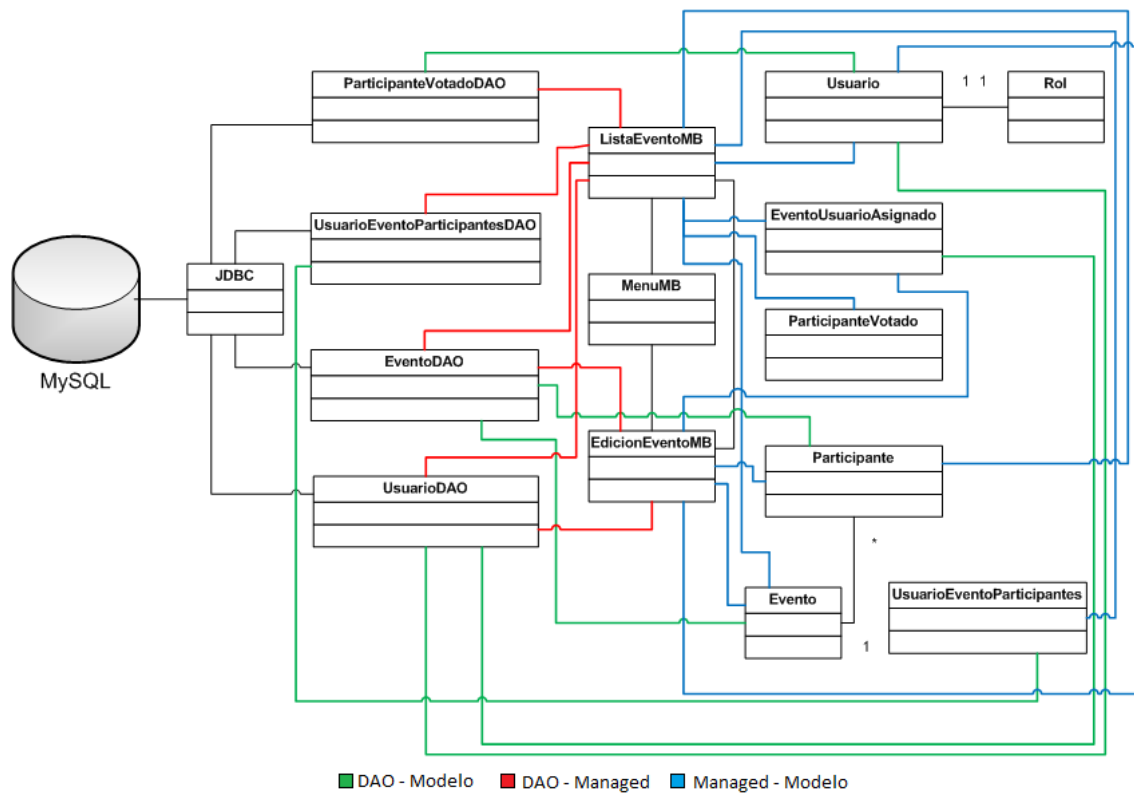 ParticipanteVotadoDAO
Usuario
1 1
Rol
ListaEventoMB
UsuarioEventoParticipantesDAO
EventoUsuarioAsignado
JDBC
MenuMB
ParticipanteVotado
MySQL
EventoDAO
EdicionEventoMB
Participante
UsuarioDAO
*
Evento
UsuarioEventoParticipantes
1
DAO - Modelo
DAO - Managed
Managed - Modelo